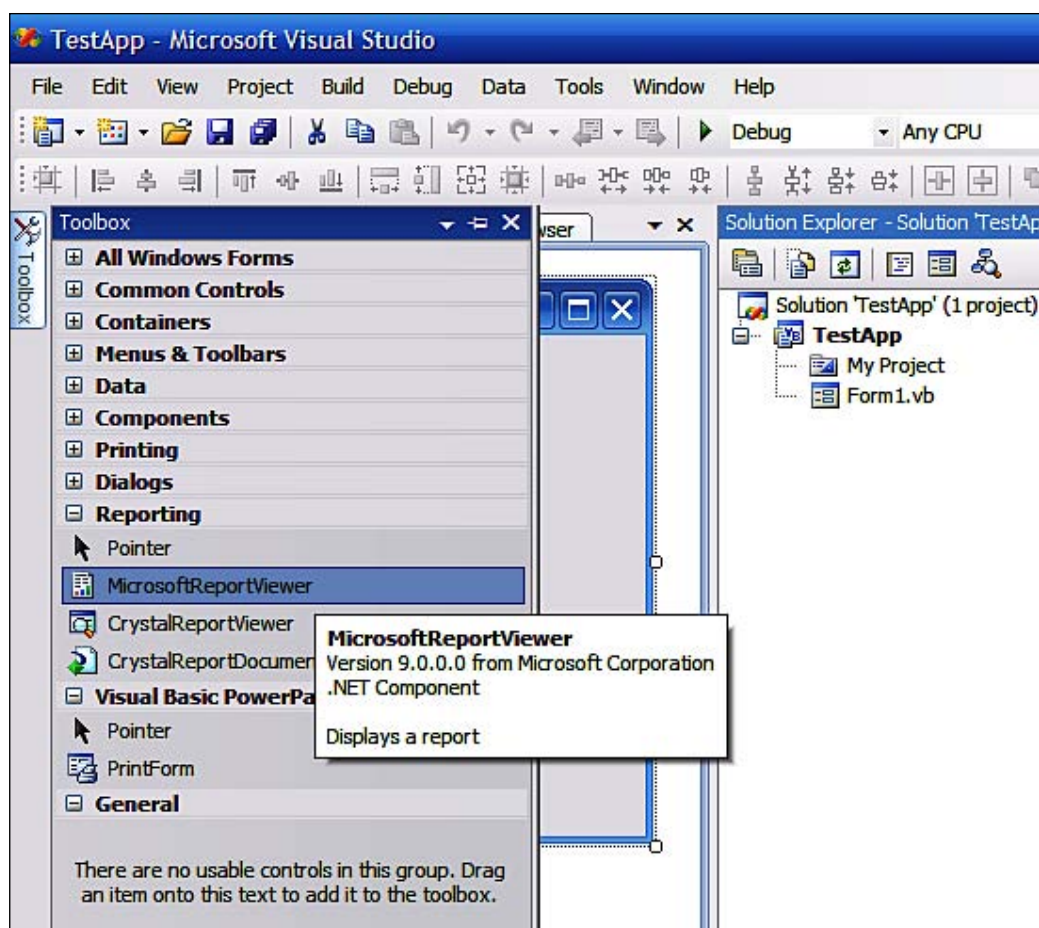 TestApp - Microsoft Visual Studio
File Edit View Project Build Debug Data Tools Window Help
Debug Any CPU
Toolbox
Toolbox
All Windows Forms
Common Controls
Containers
Menus & Toolbars
Data
Components
Printing
Dialogs
Reporting
Pointer
MicrosoftReportViewer
CrystalReportViewer
CrystalReportDocumen
Visual Basic PowerPa
Pointer
PrintForm
General
There are no usable controls in this group. Drag
an item onto this text to add it to the toolbox.
MicrosoftReportViewer
Version 9.0.0.0 from Microsoft Corporation
.NET Component
Displays a report
wser
Solution Explorer - Solution 'TestAp
Solution 'TestApp' (1 project)
TestApp
My Project
Form1.vb